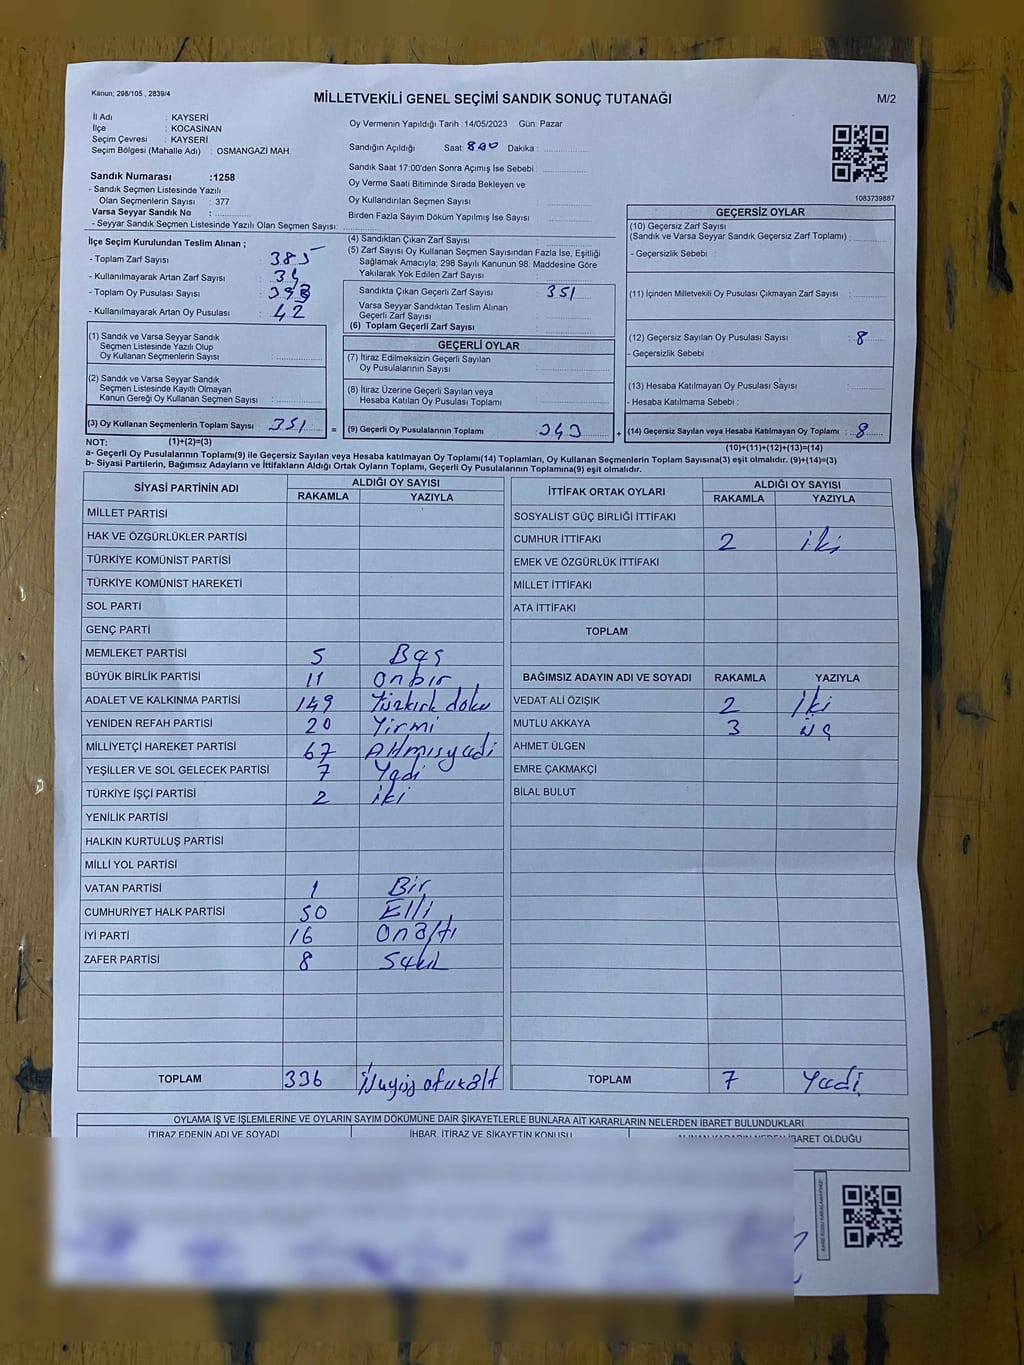 Kanun; 298/105 , 2839/4
MİLLETVEKİLİ GENEL SEÇİMİ SANDIK SONUÇ TUTANAĞI
M/2
İl Adı : KAYSERİ
İlçe : KOCASİNAN
Seçim Çevresi : KAYSERİ
Seçim Bölgesi (Mahalle Adı) : OSMANGAZİ MAH.
Oy Vermenin Yapıldığı Tarih :14/05/2023 Gün: Pazar
Sandığın Açıldığı Saat: 800 Dakika :
Sandık Saat 17:00'den Sonra Açımış İse Sebebi :
Oy Verme Saati Bitiminde Sırada Bekleyen ve
Oy Kullandırılan Seçmen Sayısı
Birden Fazla Sayım Döküm Yapılmış İse Sayısı :
Sandık Numarası :1258
- Sandık Seçmen Listesinde Yazılı
Olan Seçmenlerin Sayısı : 377
Varsa Seyyar Sandık No :
- Seyyar Sandık Seçmen Listesinde Yazılı Olan Seçmen Sayısı:
1083739887
İlçe Seçim Kurulundan Teslim Alınan ;
- Toplam Zarf Sayısı : 385
- Kullanılmayarak Artan Zarf Sayısı : 34
- Toplam Oy Pusulası Sayısı :
- Kullanılmayarak Artan Oy Pusulası : 42
(1) Sandık ve Varsa Seyyar Sandık
Seçmen Listesinde Yazılı Olup
Oy Kullanan Seçmenlerin Sayısı :
(2) Sandık ve Varsa Seyyar Sandık
Seçmen Listesinde Kayıtlı Olmayan
Kanun Gereği Oy Kullanan Seçmen Sayısı :
(3) Oy Kullanan Seçmenlerin Toplam Sayısı : 351
(4) Sandıktan Çıkan Zarf Sayısı :
(5) Zarf Sayısı Oy Kullanan Seçmen Sayısından Fazla İse, Eşitliği
Sağlamak Amacıyla; 298 Sayılı Kanunun 98. Maddesine Göre
Yakılarak Yok Edilen Zarf Sayısı :
Sandıkta Çıkan Geçerli Zarf Sayısı 351
Varsa Seyyar Sandıktan Teslim Alınan
Geçerli Zarf Sayısı
(6) Toplam Geçerli Zarf Sayısı :
GEÇERLİ OYLAR
(7) İtiraz Edilmeksizin Geçerli Sayılan
Oy Pusulalarının Sayısı :
(8) İtiraz Üzerine Geçerli Sayılan veya
Hesaba Katılan Oy Pusulası Toplamı :
= (9) Geçerli Oy Pusulalarının Toplamı : 343
GEÇERSİZ OYLAR
(10) Geçersiz Zarf Sayısı
(Sandık ve Varsa Seyyar Sandık Geçersiz Zarf Toplamı) :
- Geçersizlik Sebebi :
(11) İçinden Milletvekili Oy Pusulası Çıkmayan Zarf Sayısı :
(12) Geçersiz Sayılan Oy Pusulası Sayısı : 8
- Geçersizlik Sebebi
(13) Hesaba Katılmayan Oy Pusulası Sayısı :
- Hesaba Katılmama Sebebi :
+ (14) Geçersiz Sayılan veya Hesaba Katılmayan Oy Toplamı : 8
NOT: (1)+(2)=(3)
(10)+(11)+(12)+(13)=(14)
a- Geçerli Oy Pusulalarının Toplamı(9) ile Geçersiz Sayılan veya Hesaba katılmayan Oy Toplamı(14) Toplamları, Oy Kullanan Seçmenlerin Toplam Sayısına(3) eşit olmalıdır. (9)+(14)=(3)
b- Siyasi Partilerin, Bağımsız Adayların ve İttifakların Aldığı Ortak Oyların Toplamı, Geçerli Oy Pusulalarının Toplamına(9) eşit olmalıdır.
SİYASİ PARTİNİN ADI ALDIĞI OY SAYISI
RAKAMLA YAZIYLA
MİLLET PARTİSİ
HAK VE ÖZGÜRLÜKLER PARTİSİ
TÜRKİYE KOMÜNİST PARTİSİ
TÜRKİYE KOMÜNİST HAREKETİ
SOL PARTİ
GENÇ PARTİ
MEMLEKET PARTİSİ 5 Beş
BÜYÜK BİRLİK PARTİSİ 11 Onbir
ADALET VE KALKINMA PARTİSİ 149 Yüzkırk doku
YENİDEN REFAH PARTİSİ 20 Yirmi
MİLLİYETÇİ HAREKET PARTİSİ 67 Altmışyedi
YEŞİLLER VE SOL GELECEK PARTİSİ 7 Yedi
TÜRKİYE İŞÇİ PARTİSİ 2 iki
YENİLİK PARTİSİ
HALKIN KURTULUŞ PARTİSİ
MİLLİ YOL PARTİSİ
VATAN PARTİSİ 1 Bir
CUMHURİYET HALK PARTİSİ 50 Elli
İYİ PARTİ 16 Onaltı
ZAFER PARTİSİ 8 Sekiz
TOPLAM 336
İTTİFAK ORTAK OYLARI ALDIĞI OY SAYISI
RAKAMLA YAZIYLA
SOSYALİST GÜÇ BİRLİĞİ İTTİFAKI
CUMHUR İTTİFAKI 2 iki
EMEK VE ÖZGÜRLÜK İTTİFAKI
MİLLET İTTİFAKI
ATA İTTİFAKI
TOPLAM
BAĞIMSIZ ADAYIN ADI VE SOYADI RAKAMLA YAZIYLA
VEDAT ALİ ÖZIŞIK 2 İki
MUTLU AKKAYA 3 üç
AHMET ÜLGEN
EMRE ÇAKMAKÇİ
BİLAL BULUT
TOPLAM 7 Yedi
OYLAMA İŞ VE İŞLEMLERİNE VE OYLARIN SAYIM DÖKÜMÜNE DAİR ŞİKAYETLERLE BUNLARA AİT KARARLARIN NELERDEN İBARET BULUNDUKLARI
İTİRAZ EDENİN ADI VE SOYADI İHBAR, İTİRAZ VE ŞİKAYETİN KONUSU ALINAN KARARIN NEDEN İBARET OLDUĞU